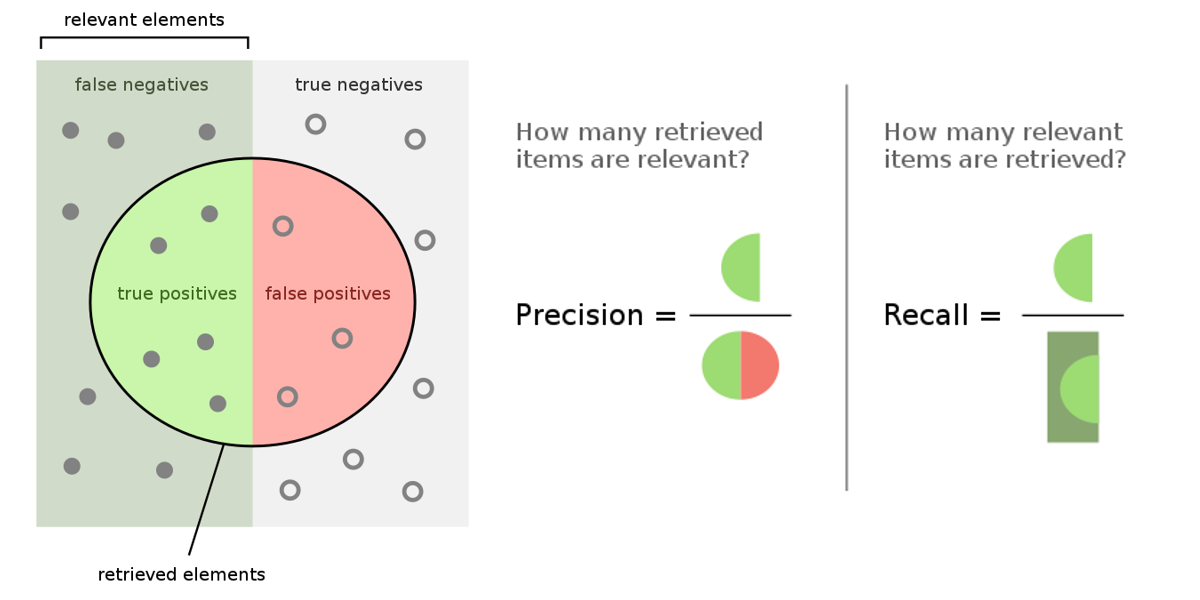 relevant elements
false negatives
true negatives
true positives
false positives
retrieved elements
How many retrieved
items are relevant?
Precision =
How many relevant
items are retrieved?
Recall =